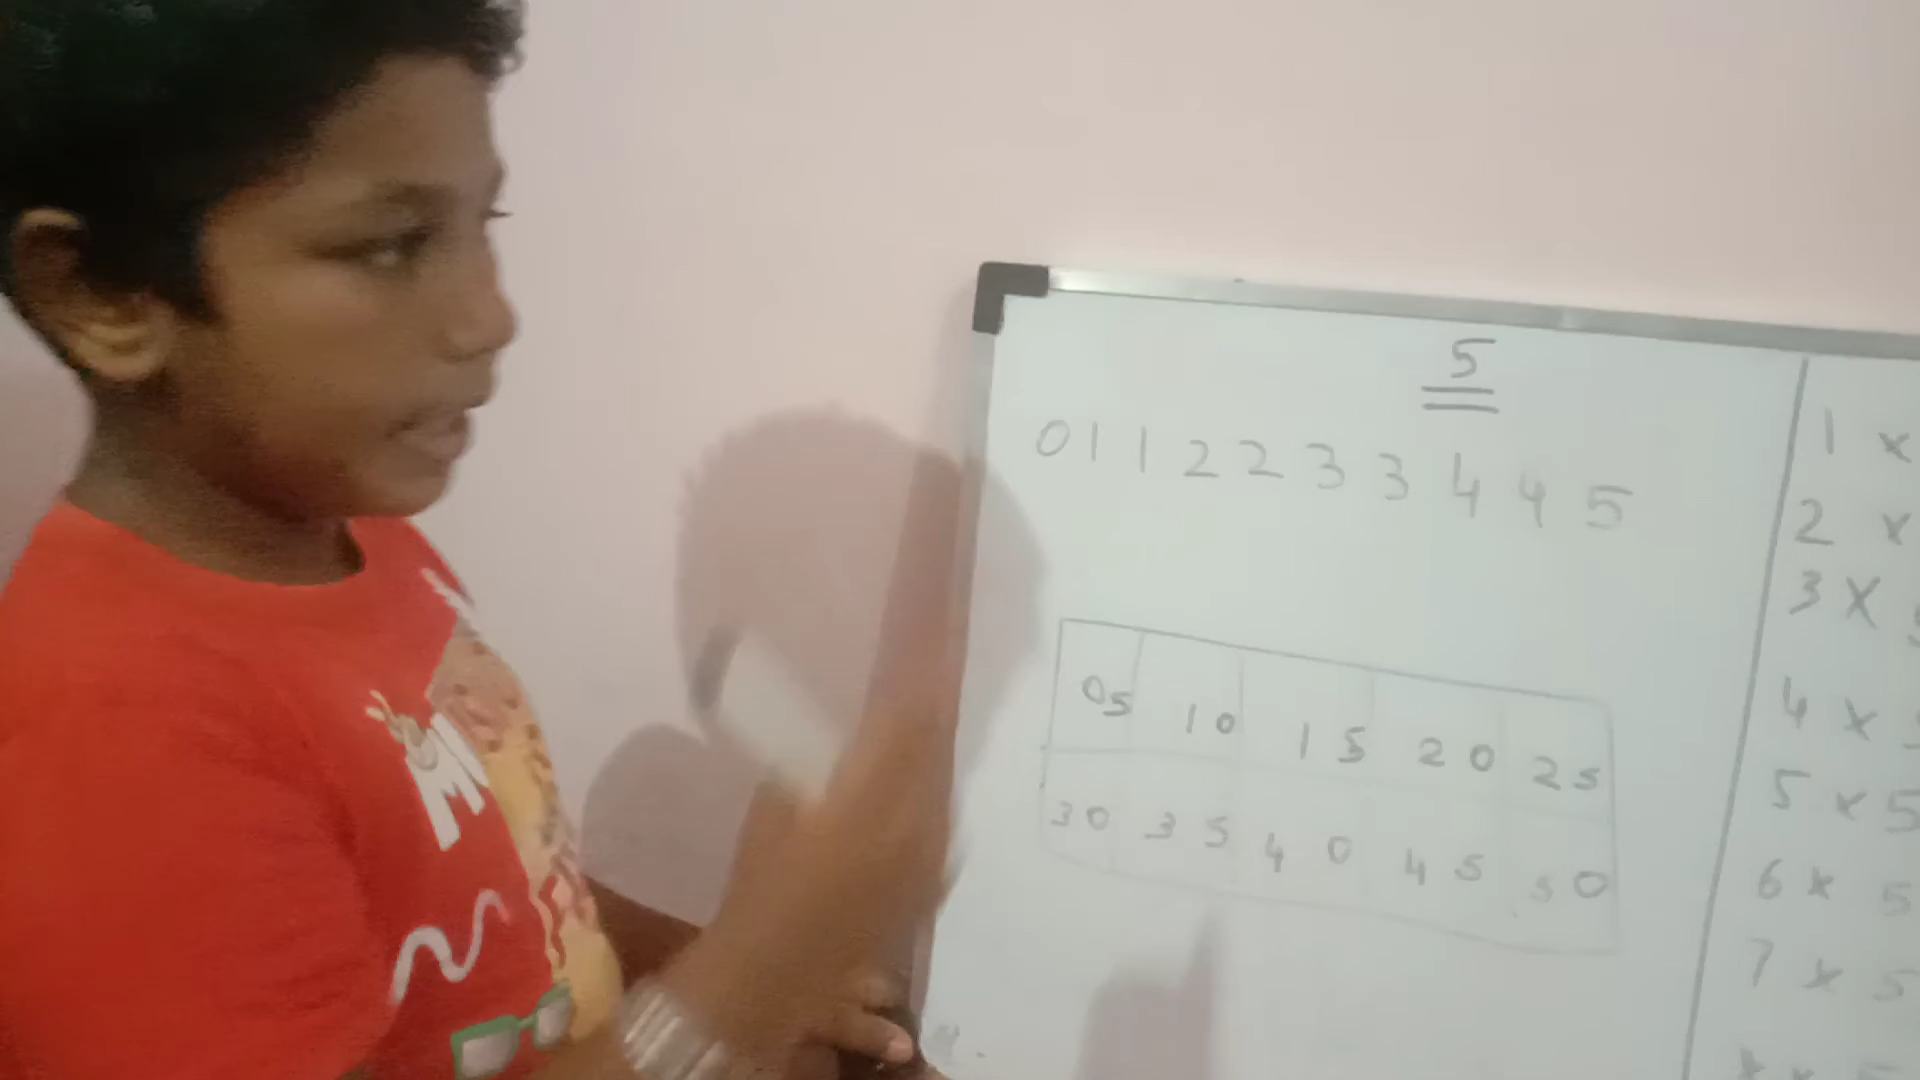 5
0 1 1 2 2 3 3 4 4 5
05 10 15 20 25
30 35 40 45 50
1 ×
2 ×
3 ×
4 ×
5 × 5
6 × 5
7 × 5